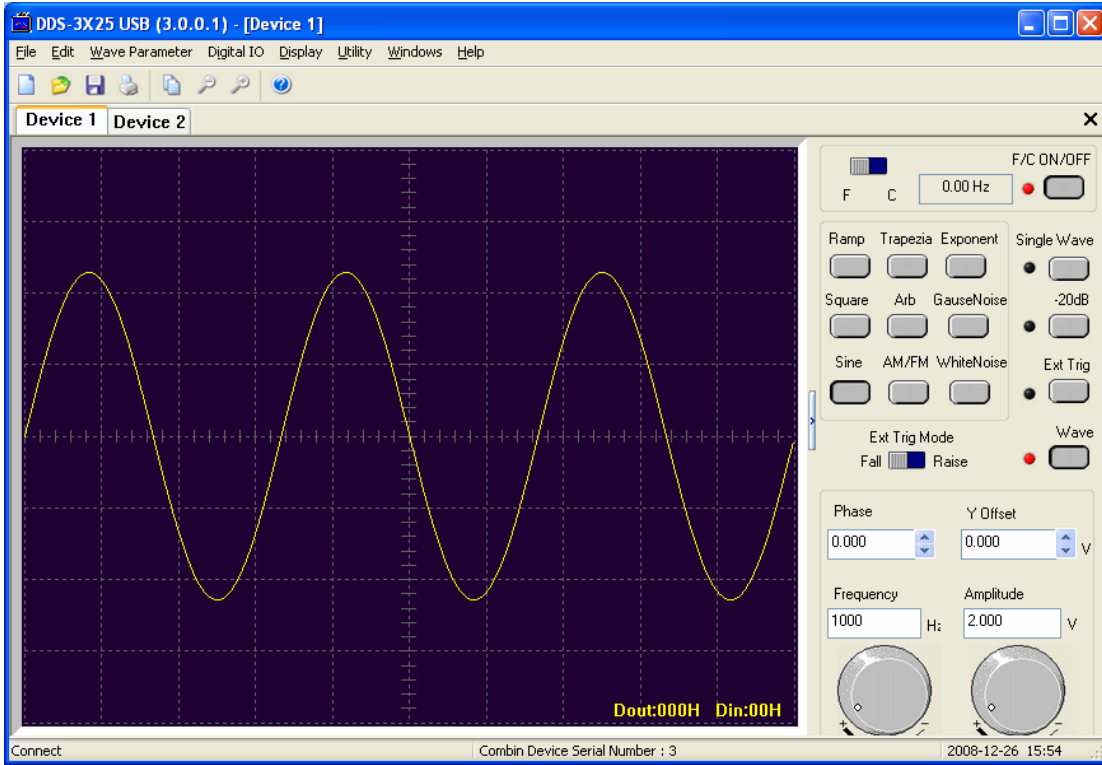 DDS-3X25 USB (3.0.0.1) - [Device 1]
File Edit Wave Parameter Digital IO Display Utility Windows Help
Device 1 Device 2
F/C ON/OFF
0.00 Hz
F C
Ramp Trapezia Exponent Single Wave
Square Arb GauseNoise -20dB
Sine AM/FM WhiteNoise Ext Trig
Ext Trig Mode Wave
Fall Raise
Phase Y Offset
0.000 0.000 V
Frequency Amplitude
1000 Hz 2.000 V
Dout:000H Din:00H
Connect Combin Device Serial Number : 3 2008-12-26 15:54